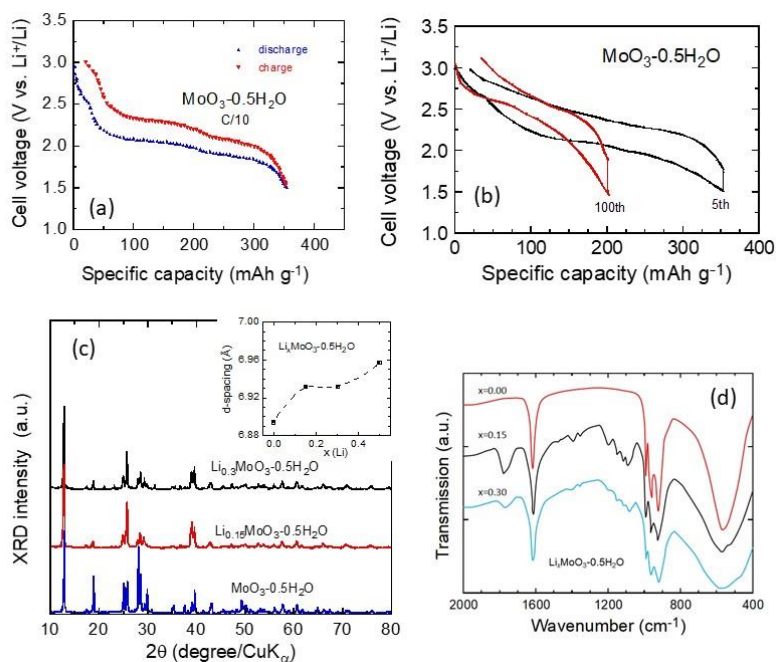 3.5
3.0
2.5
2.0
1.5
1.0
Cell voltage (V vs. Li⁺/Li)
discharge
charge
MoO₃-0.5H₂O
C/10
(a)
0 100 200 300 400
Specific capacity (mAh g⁻¹)
3.5
3.0
2.5
2.0
1.5
1.0
Cell voltage (V vs. Li⁺/Li)
MoO₃-0.5H₂O
(b)
100th
5th
0 100 200 300 400
Specific capacity (mAh g⁻¹)
(c)
7.00
6.96
6.92
6.88
d-spacing (Å)
LiₓMoO₃-0.5H₂O
0.0 0.2 0.4
x (Li)
XRD intensity (a.u.)
Li₀.₃MoO₃-0.5H₂O
Li₀.₁₅MoO₃-0.5H₂O
MoO₃-0.5H₂O
10 20 30 40 50 60 70 80
2θ (degree/CuKα)
(d)
Transmission (a.u.)
x=0.00
x=0.15
x=0.30
LiₓMoO₃-0.5H₂O
2000 1600 1200 800 400
Wavenumber (cm⁻¹)